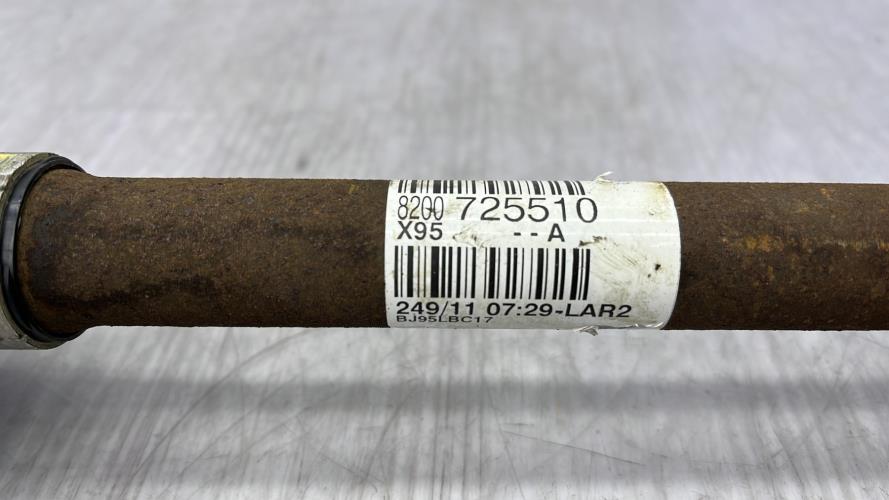 8200 725510
X95 --A
249/11 07:29-LAR2
BJ95LBC17